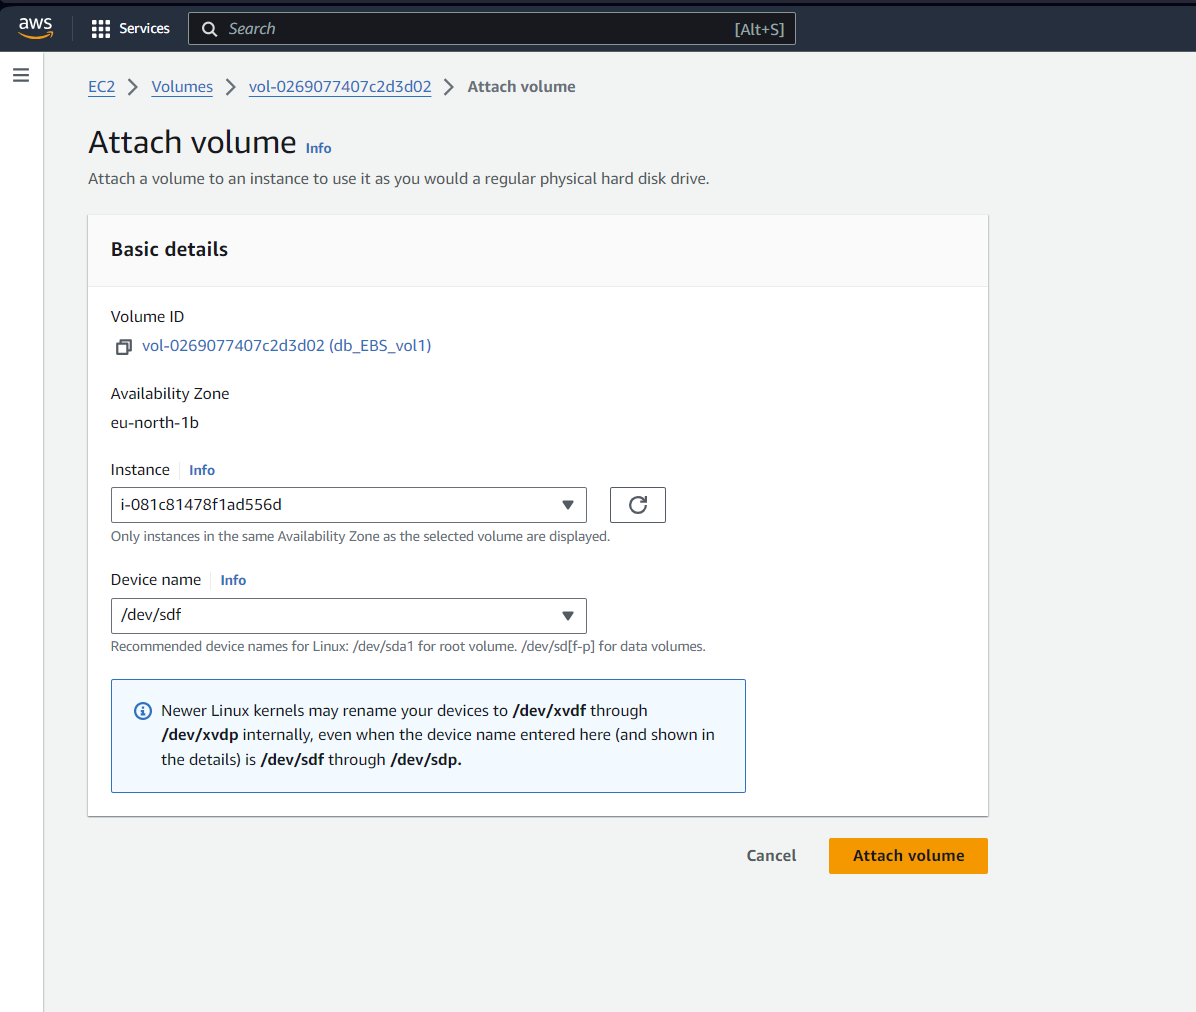 aws Services Search [Alt+S]
EC2 Volumes vol-0269077407c2d3d02 Attach volume
Attach volume Info
Attach a volume to an instance to use it as you would a regular physical hard disk drive.
Basic details
Volume ID
vol-0269077407c2d3d02 (db_EBS_vol1)
Availability Zone
eu-north-1b
Instance Info
i-081c81478f1ad556d
Only instances in the same Availability Zone as the selected volume are displayed.
Device name Info
/dev/sdf
Recommended device names for Linux: /dev/sda1 for root volume. /dev/sd[f-p] for data volumes.
Newer Linux kernels may rename your devices to /dev/xvdf through
/dev/xvdp internally, even when the device name entered here (and shown in
the details) is /dev/sdf through /dev/sdp.
Cancel Attach volume